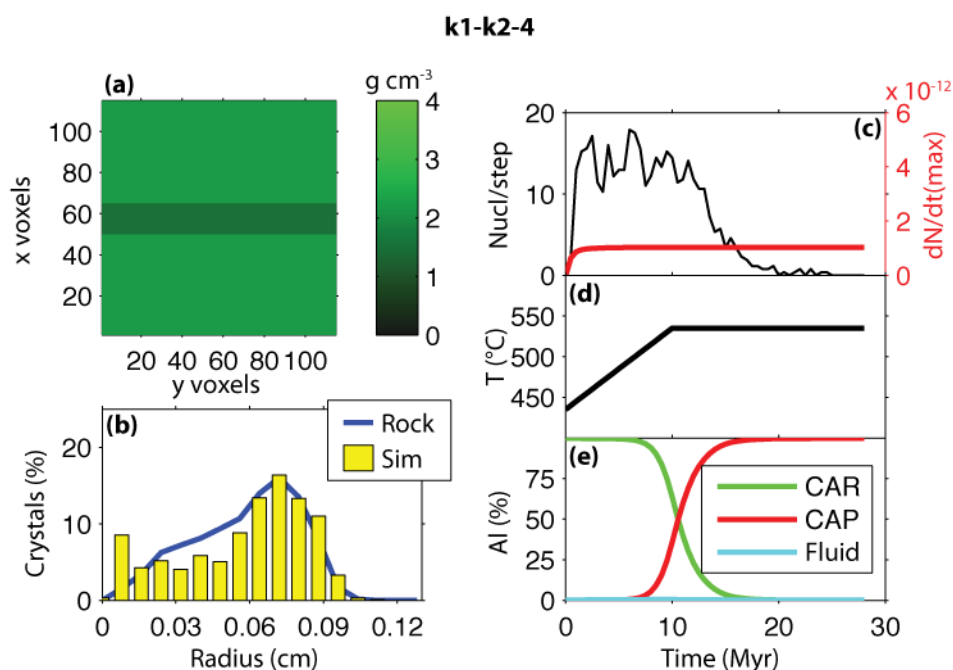 k1-k2-4
(a)
g cm⁻³
x voxels
100
80
60
40
20
20 40 60 80 100
y voxels
4
3
2
1
0
(b)
Rock
Sim
Crystals (%)
20
10
0
0 0.03 0.06 0.09 0.12
Radius (cm)
(c)
Nucl/step
20
10
0
x 10⁻¹²
6
4
2
0
dN/dt(max)
(d)
T (°C)
550
500
450
(e)
Al (%)
75
50
25
0
CAR
CAP
Fluid
0 10 20 30
Time (Myr)